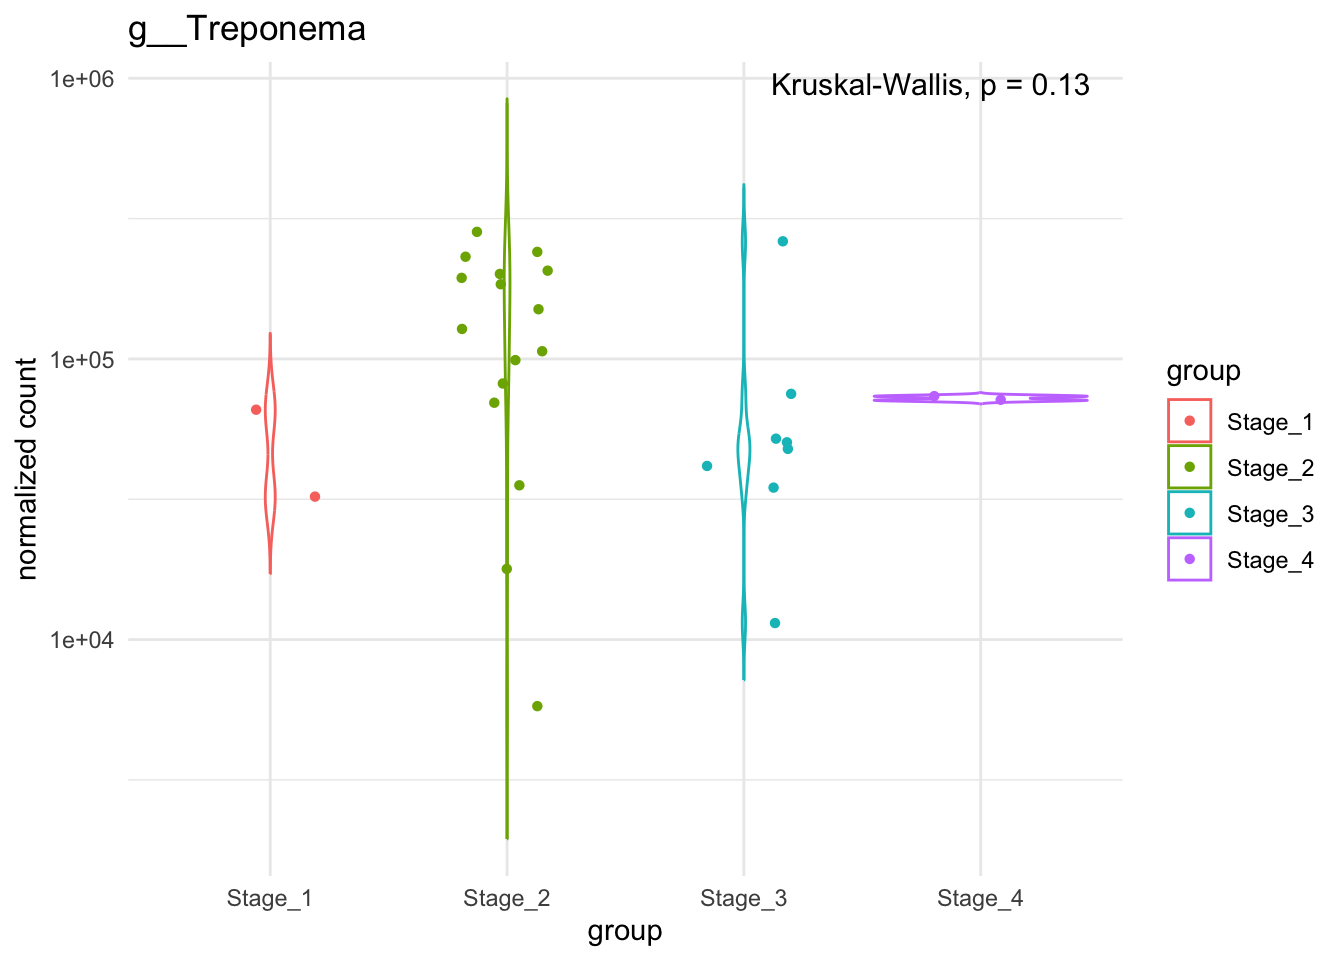 g__Treponema
Kruskal-Wallis, p = 0.13
1e+06
1e+05
1e+04
normalized count
Stage_1
Stage_2
Stage_3
Stage_4
group
group
Stage_1
Stage_2
Stage_3
Stage_4